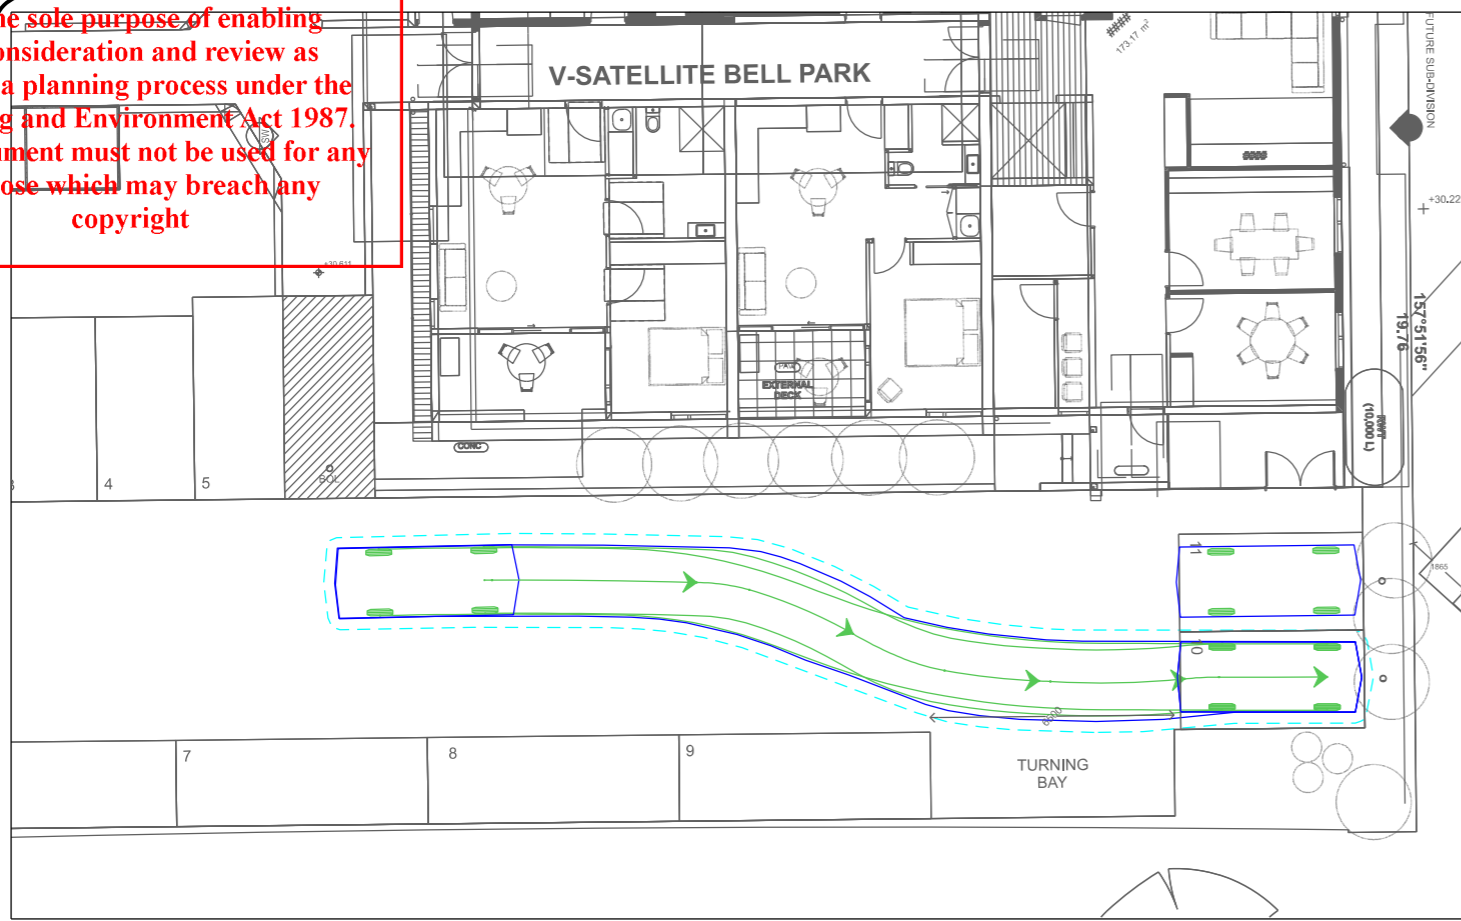 he sole purpose of enabling
onsideration and review as
a planning process under the
g and Environment Act 1987.
ument must not be used for any
ose which may breach any
copyright
V-SATELLITE BELL PARK
####
173.17 m²
FUTURE SUB-DIVISION
+30.22
+30.611
####
157°51'56"
19.76
(10,000 L)
EXTERNAL
DECK
CONC
BOL
4
5
11
10
1865
6000
7
8
9
TURNING
BAY